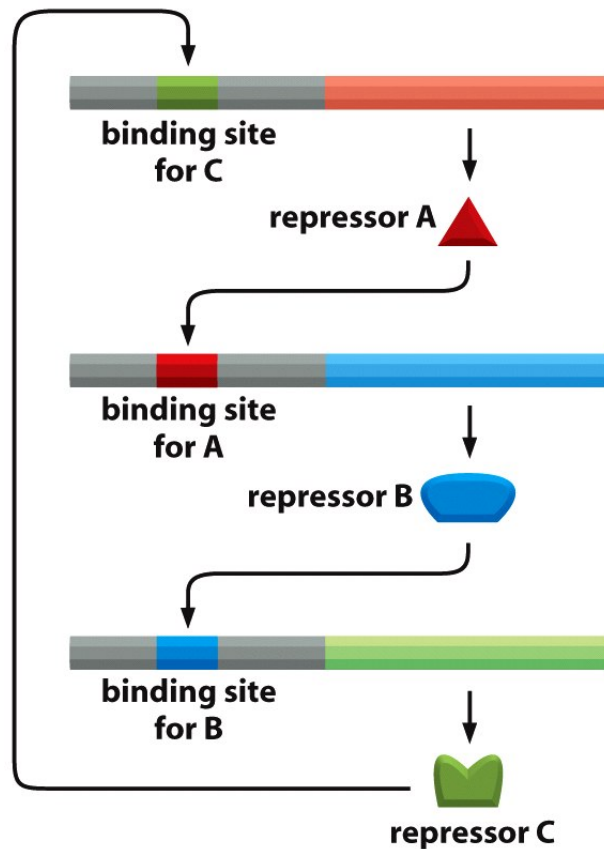 binding site
for C
repressor A
binding site
for A
repressor B
binding site
for B
repressor C